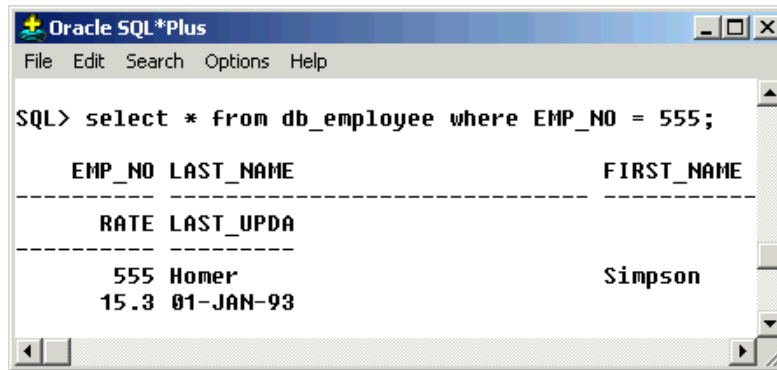 Oracle SQL*Plus
File Edit Search Options Help
SQL> select * from db_employee where EMP_NO = 555;
EMP_NO LAST_NAME FIRST_NAME
---------- ------------------------------ -----------
RATE LAST_UPDA
---------- ---------
555 Homer Simpson
15.3 01-JAN-93